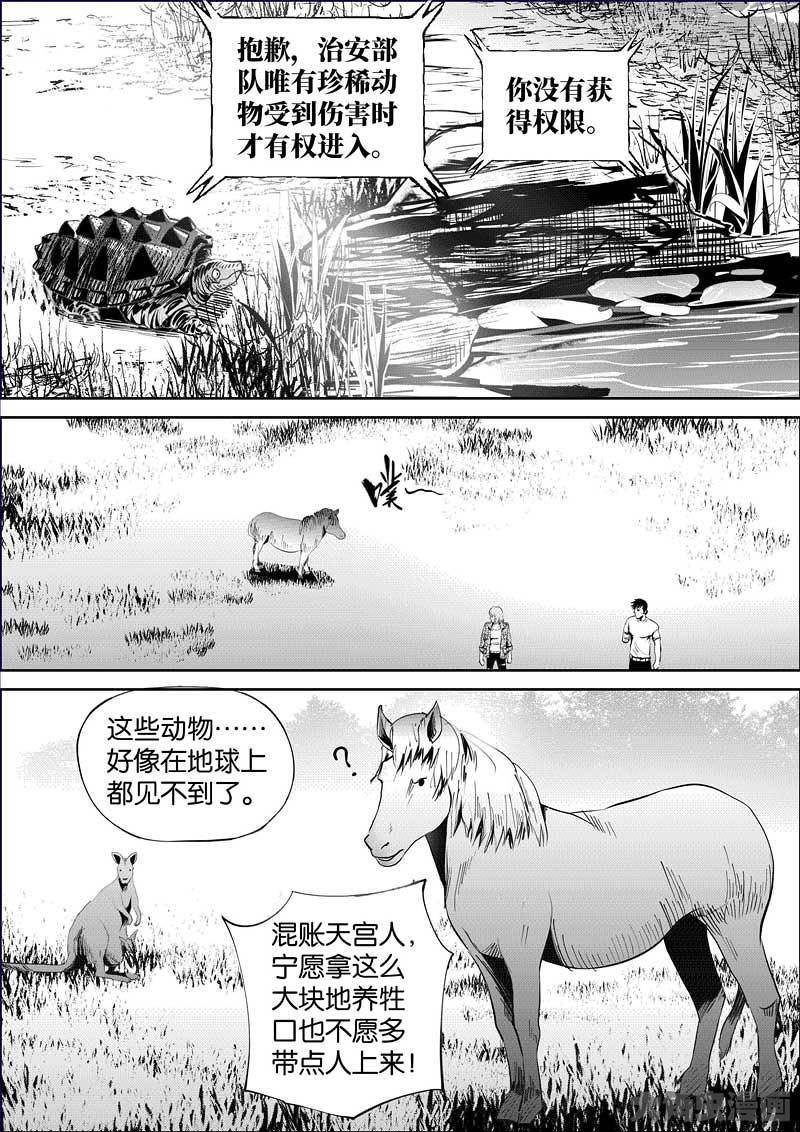 抱歉，治安部
队唯有珍稀动
物受到伤害时
才有权进入。
你没有获
得权限。
噗～
这些动物……
好像在地球上
都见不到了。
？
混账天宫人，
宁愿拿这么
大块地养牲
口也不愿多
带点人上来！